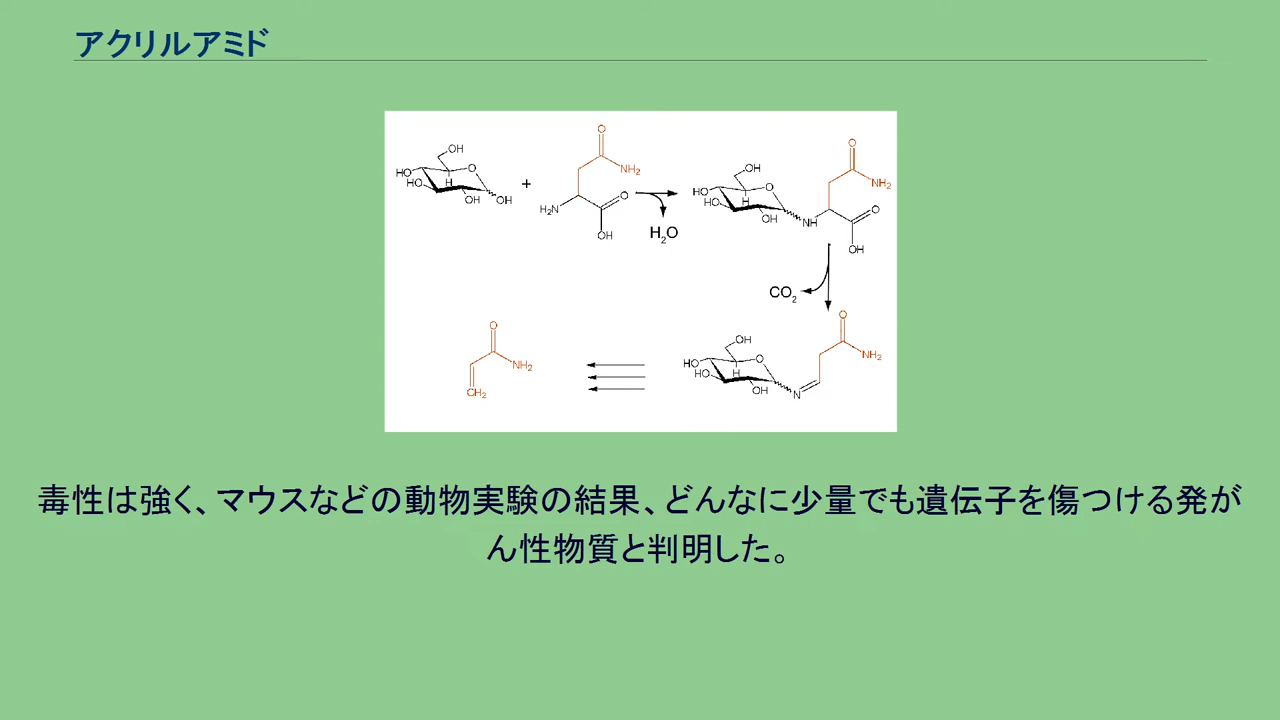 アクリルアミド
O
OH
HO
O
HO
H
OH
OH
+
NH₂
H₂N
O
OH
H₂O
O
OH
HO
O
HO
H
OH
NH
NH₂
O
OH
CO₂
O
NH₂
CH₂
O
OH
HO
O
HO
H
OH
N
NH₂
毒性は強く、マウスなどの動物実験の結果、どんなに少量でも遺伝子を傷つける発が
ん性物質と判明した。